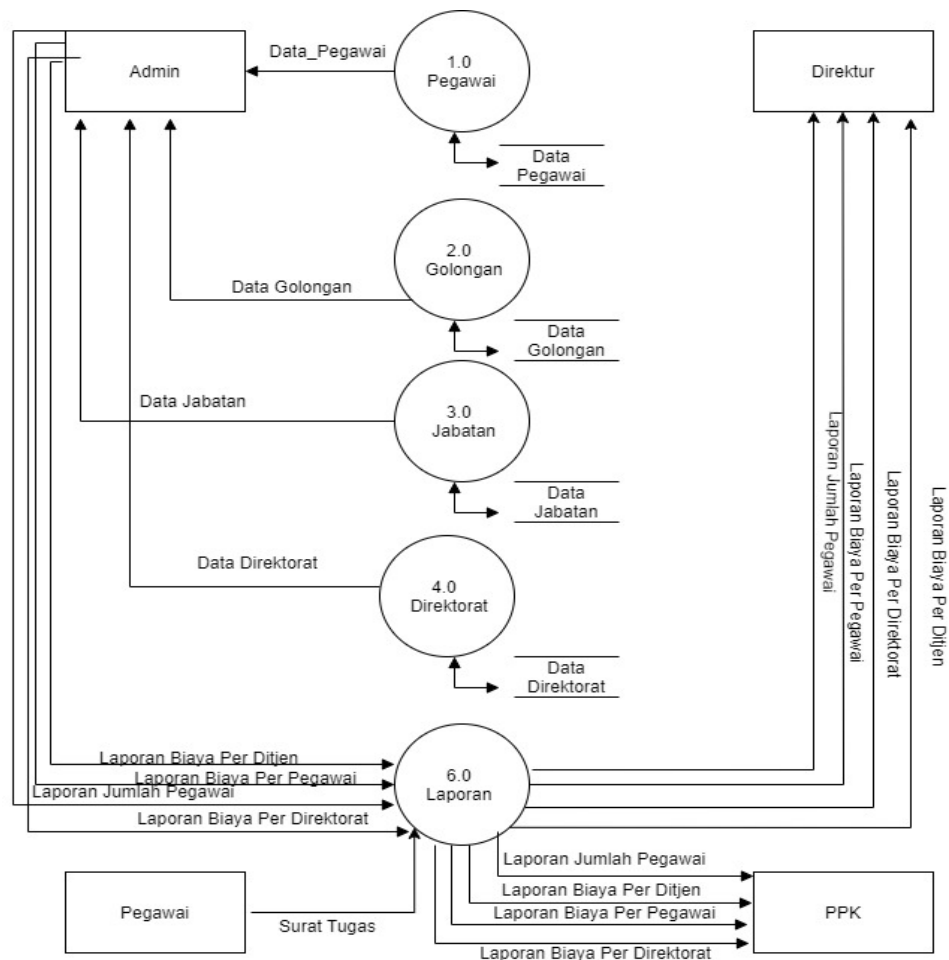 Admin
Data_Pegawai
1.0
Pegawai
Direktur
Data
Pegawai
2.0
Golongan
Data Golongan
Data
Golongan
Data Jabatan
3.0
Jabatan
Data
Jabatan
Data Direktorat
4.0
Direktorat
Data
Direktorat
Laporan Jumlah Pegawai
Laporan Biaya Per Pegawai
Laporan Biaya Per Direktorat
Laporan Biaya Per Ditjen
Laporan Biaya Per Ditjen
Laporan Biaya Per Pegawai
Laporan Jumlah Pegawai
Laporan Biaya Per Direktorat
6.0
Laporan
Pegawai
Surat Tugas
Laporan Jumlah Pegawai
Laporan Biaya Per Ditjen
Laporan Biaya Per Pegawai
Laporan Biaya Per Direktorat
PPK